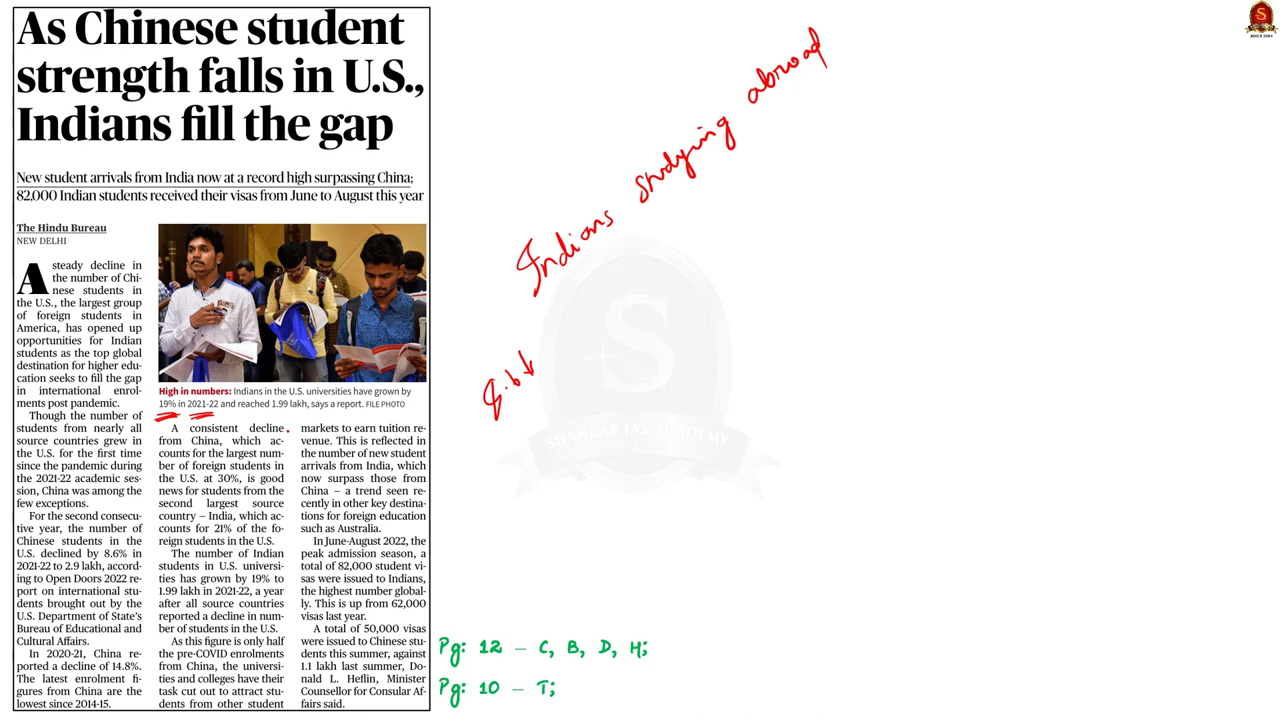 As Chinese student
strength falls in U.S.,
Indians fill the gap
New student arrivals from India now at a record high surpassing China;
82,000 Indian students received their visas from June to August this year
The Hindu Bureau
NEW DELHI
A steady decline in
the number of Chi-
nese students in
the U.S., the largest group
of foreign students in
America, has opened up
opportunities for Indian
students as the top global
destination for higher edu-
cation seeks to fill the gap
in international enrol-
ments post pandemic.
Though the number of
students from nearly all
source countries grew in
the U.S. for the first time
since the pandemic during
the 2021-22 academic ses-
sion, China was among the
few exceptions.
For the second consecu-
tive year, the number of
Chinese students in the
U.S. declined by 8.6% in
2021-22 to 2.9 lakh, accord-
ing to Open Doors 2022 re-
port on international stu-
dents brought out by the
U.S. Department of State's
Bureau of Educational and
Cultural Affairs.
In 2020-21, China re-
ported a decline of 14.8%.
The latest enrolment fi-
gures from China are the
lowest since 2014-15.
High in numbers: Indians in the U.S. universities have grown by
19% in 2021-22 and reached 1.99 lakh, says a report. FILE PHOTO
A consistent decline
from China, which ac-
counts for the largest num-
ber of foreign students in
the U.S. at 30%, is good
news for students from the
second largest source
country – India, which ac-
counts for 21% of the fo-
reign students in the U.S.
The number of Indian
students in U.S. universi-
ties has grown by 19% to
1.99 lakh in 2021-22, a year
after all source countries
reported a decline in num-
ber of students in the U.S.
As this figure is only half
the pre-COVID enrolments
from China, the universi-
ties and colleges have their
task cut out to attract stu-
dents from other student
markets to earn tuition re-
venue. This is reflected in
the number of new student
arrivals from India, which
now surpass those from
China – a trend seen re-
cently in other key destina-
tions for foreign education
such as Australia.
In June-August 2022, the
peak admission season, a
total of 82,000 student vi-
sas were issued to Indians,
the highest number global-
ly. This is up from 62,000
visas last year.
A total of 50,000 visas
were issued to Chinese stu-
dents this summer, against
1.1 lakh last summer, Do-
nald L. Heflin, Minister
Counsellor for Consular Af-
fairs said.
Indians studying abroad
SHANKAR IAS ACADEMY
S
SINCE 2004
Pg: 12 – C, B, D, H;
Pg: 10 – T;